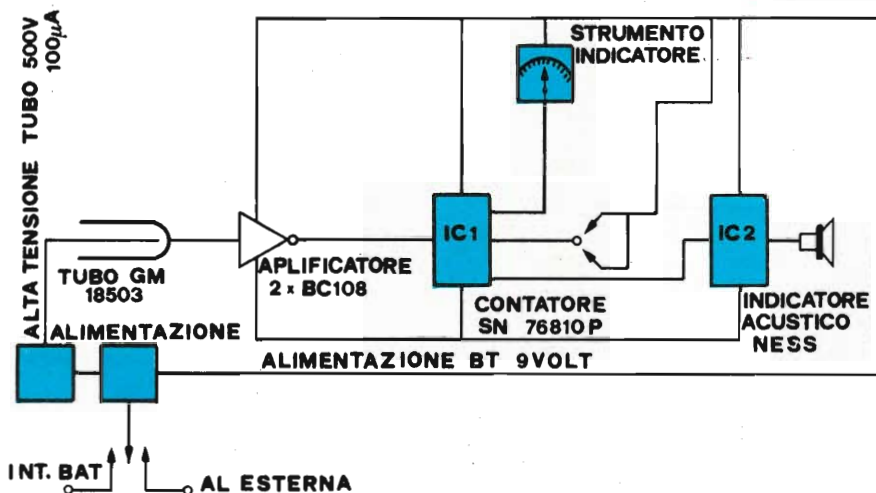 ALTA TENSIONE TUBO 500V
100µA
STRUMENTO
INDICATORE
IC1
IC2
TUBO GM
18503
APLIFICATORE
2 x BC108
CONTATORE
SN 76810P
INDICATORE
ACUSTICO
NESS
ALIMENTAZIONE
ALIMENTAZIONE BT 9VOLT
INT. BAT
AL ESTERNA